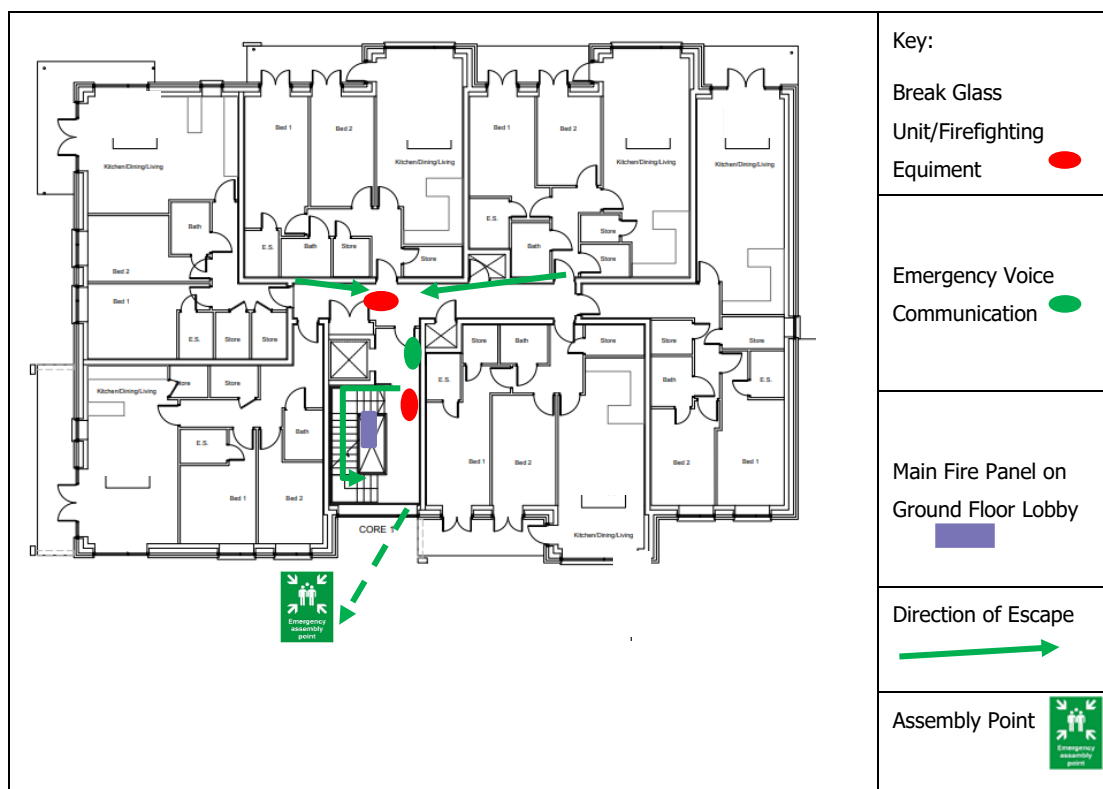 Bed 1
Bed 2
Kitchen/Dining/Living
Bed 1
Bed 2
Kitchen/Dining/Living
Kitchen/Dining/Living
Kitchen/Dining/Living
Bath
E.S.
Bath
Store
Store
E.S.
Bath
Store
Store
Bed 2
Bed 1
E.S.
Store
Store
Store
Bath
Store
Store
Store
Bath
E.S.
E.S.
Kitchen/Dining/Living
tore
Store
Bath
E.S.
Bed 1
Bed 2
Bed 1
Bed 2
Kitchen/Dining/Living
Bed 2
Bed 1
CORE 1
Emergency
assembly
point
Key:
Break Glass
Unit/Firefighting
Equiment
Emergency Voice
Communication
Main Fire Panel on
Ground Floor Lobby
Direction of Escape
Assembly Point
Emergency
assembly
point